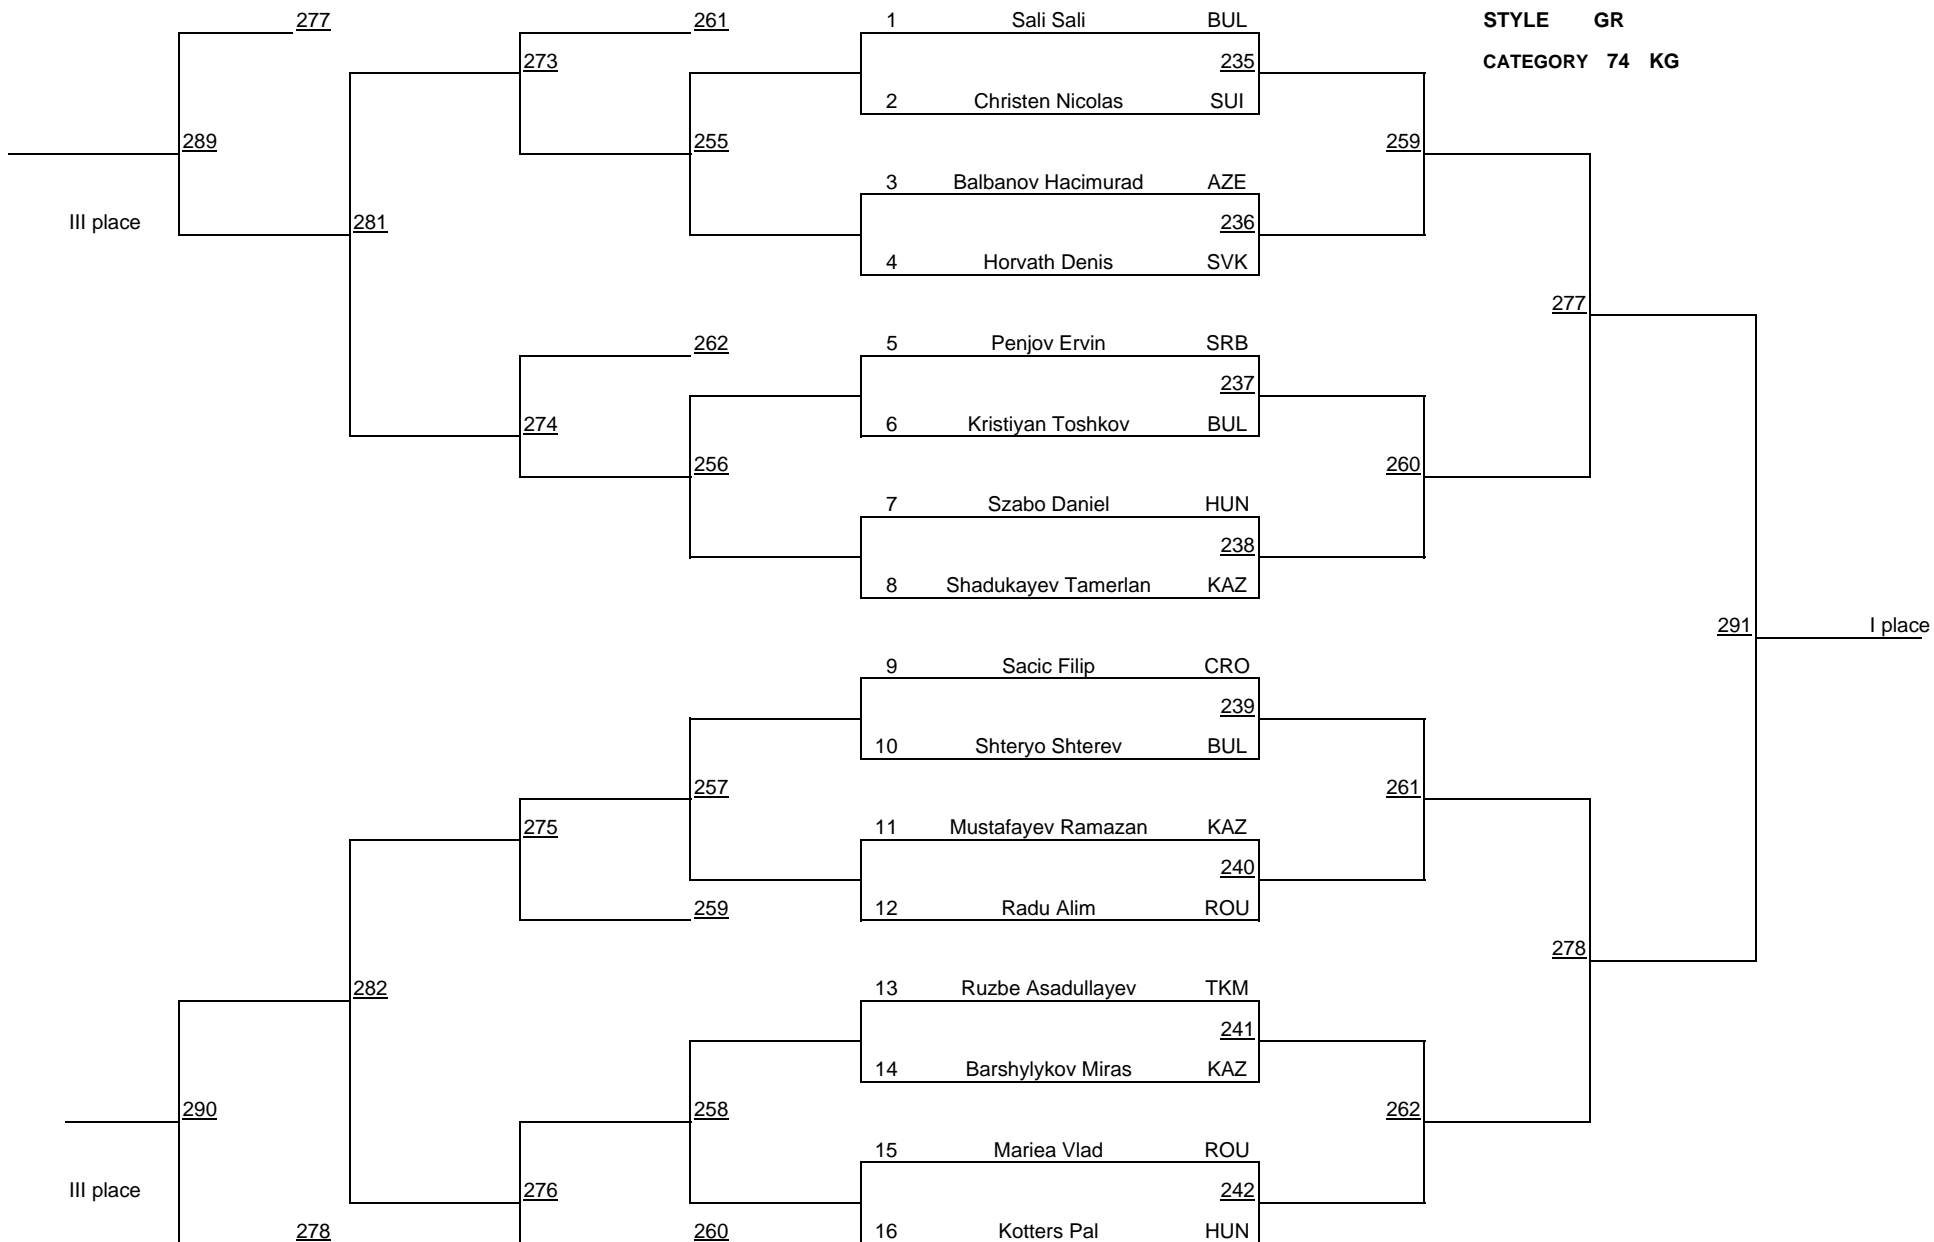 277 261 1 Sali Sali BUL STYLE GR
273 235 CATEGORY 74 KG
2 Christen Nicolas SUI
289 255 259
3 Balbanov Hacimurad AZE
III place 281 236
4 Horvath Denis SVK
277
262 5 Penjov Ervin SRB
237
274 6 Kristiyan Toshkov BUL
256 260
7 Szabo Daniel HUN
238
8 Shadukayev Tamerlan KAZ
291 I place
9 Sacic Filip CRO
239
10 Shteryo Shterev BUL
257 261
275 11 Mustafayev Ramazan KAZ
240
259 12 Radu Alim ROU
278
282 13 Ruzbe Asadullayev TKM
241
14 Barshylykov Miras KAZ
290 258 262
15 Mariea Vlad ROU
III place 276 242
278 260 16 Kotters Pal HUN